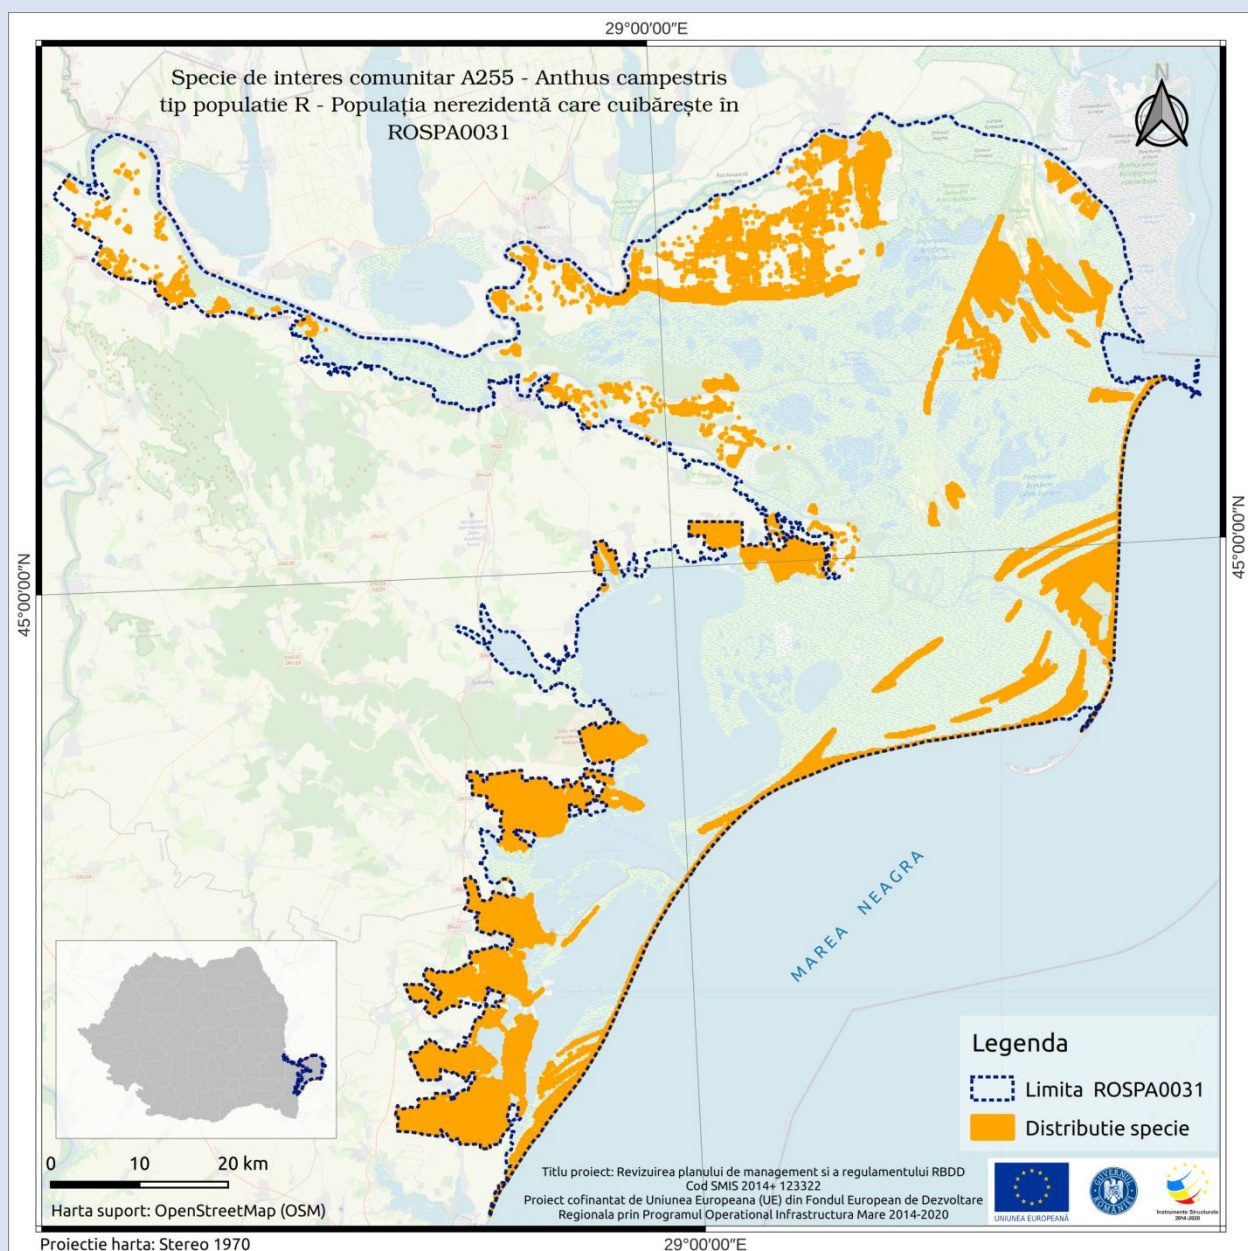 29°00′00″E
Specie de interes comunitar A255 - Anthus campestris
tip populatie R - Populația nerezidentă care cuibărește în
ROSPA0031
N
45°00′00″N
45°00′00″N
MAREA NEAGRA
Legenda
Limita ROSPA0031
Distributie specie
0 10 20 km
Harta suport: OpenStreetMap (OSM)
Titlu proiect: Revizuirea planului de management si a regulamentului RBDD
Cod SMIS 2014+ 123322
Proiect cofinantat de Uniunea Europeana (UE) din Fondul European de Dezvoltare
Regionala prin Programul Operational Infrastructura Mare 2014-2020
UNIUNEA EUROPEANĂ
GUVERNUL ROMÂNIEI
Instrumente Structurale
2014-2020
Proiectie harta: Stereo 1970
29°00′00″E